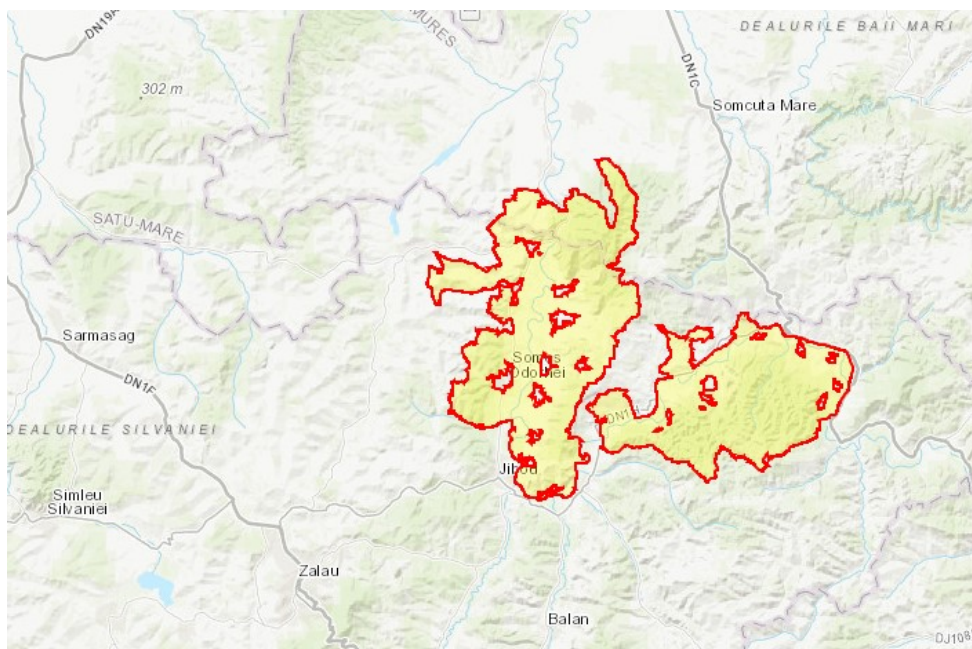 DN19A
MURES
DEALURILE BAII MARI
302 m
DN1C
Somcuta Mare
SATU-MARE
Sarmasag
Somes
Odorhei
DN1F
DN1H
DEALURILE SILVANIEI
Jibou
Simleu
Silvaniei
Zalau
Balan
DJ108